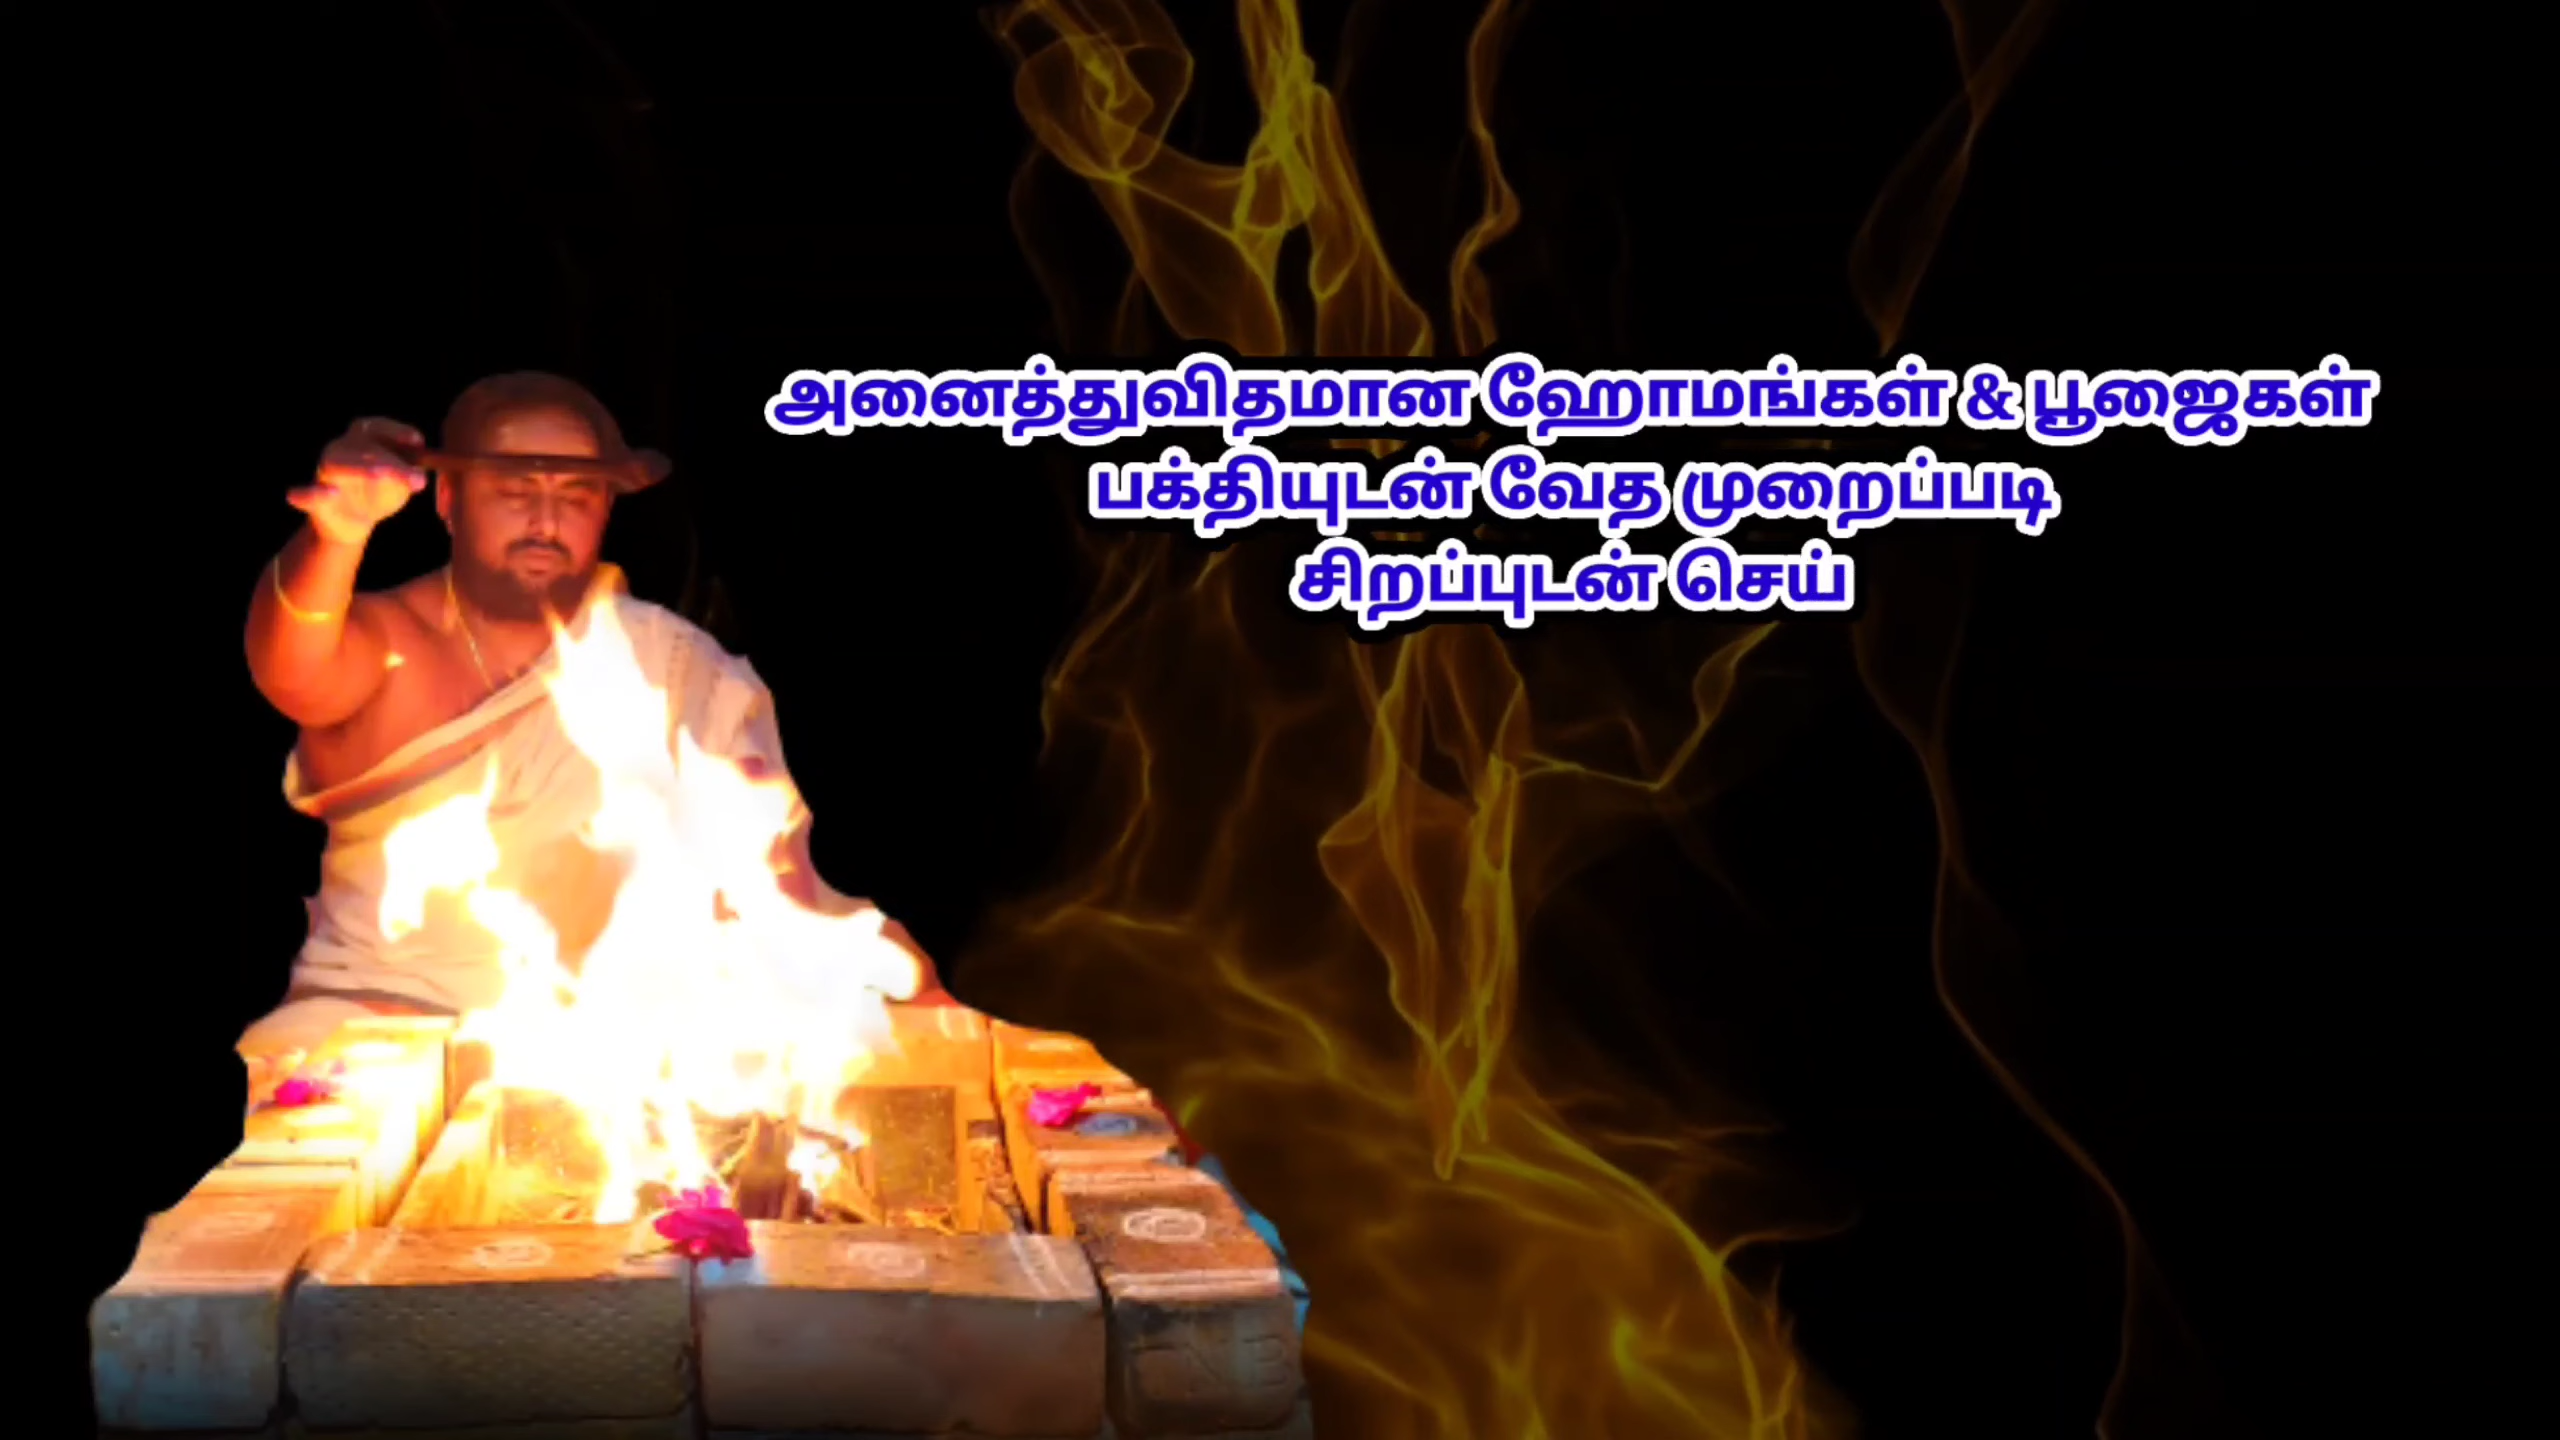 அனைத்துவிதமான ஹோமங்கள் & பூஜைகள்
பக்தியுடன் வேத முறைப்படி
சிறப்புடன் செய்